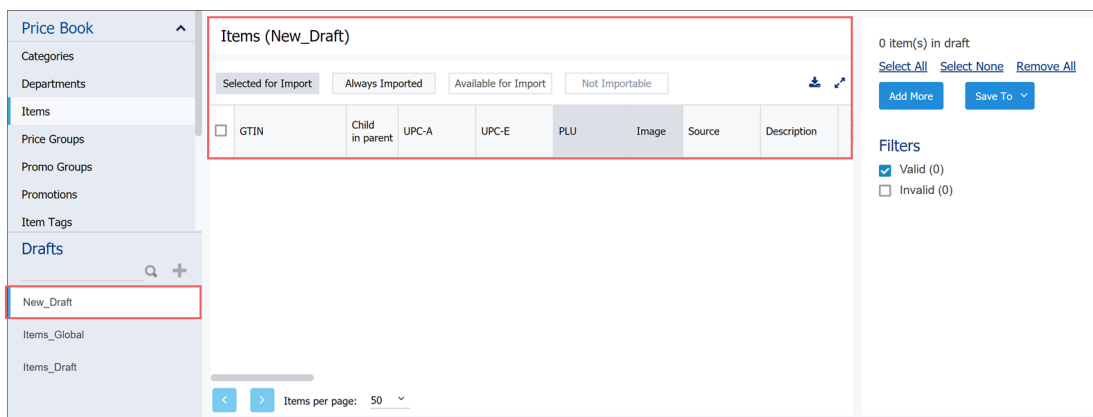 Price Book
Categories
Departments
Items
Price Groups
Promo Groups
Promotions
Item Tags
Drafts
New_Draft
Items_Global
Items_Draft
Items (New_Draft)
Selected for Import Always Imported Available for Import Not Importable
GTIN Child in parent UPC-A UPC-E PLU Image Source Description
Items per page: 50
0 item(s) in draft
Select All Select None Remove All
Add More Save To
Filters
Valid (0)
Invalid (0)